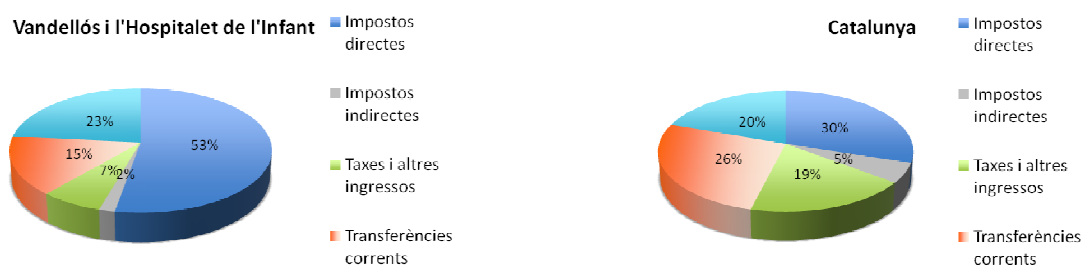 Vandellós i l'Hospitalet de l'Infant
Impostos
directes
Impostos
indirectes
Taxes i altres
ingressos
Transferències
corrents
23%
53%
15%
7%
2%
Catalunya
Impostos
directes
Impostos
indirectes
Taxes i altres
ingressos
Transferències
corrents
20%
30%
5%
26%
19%